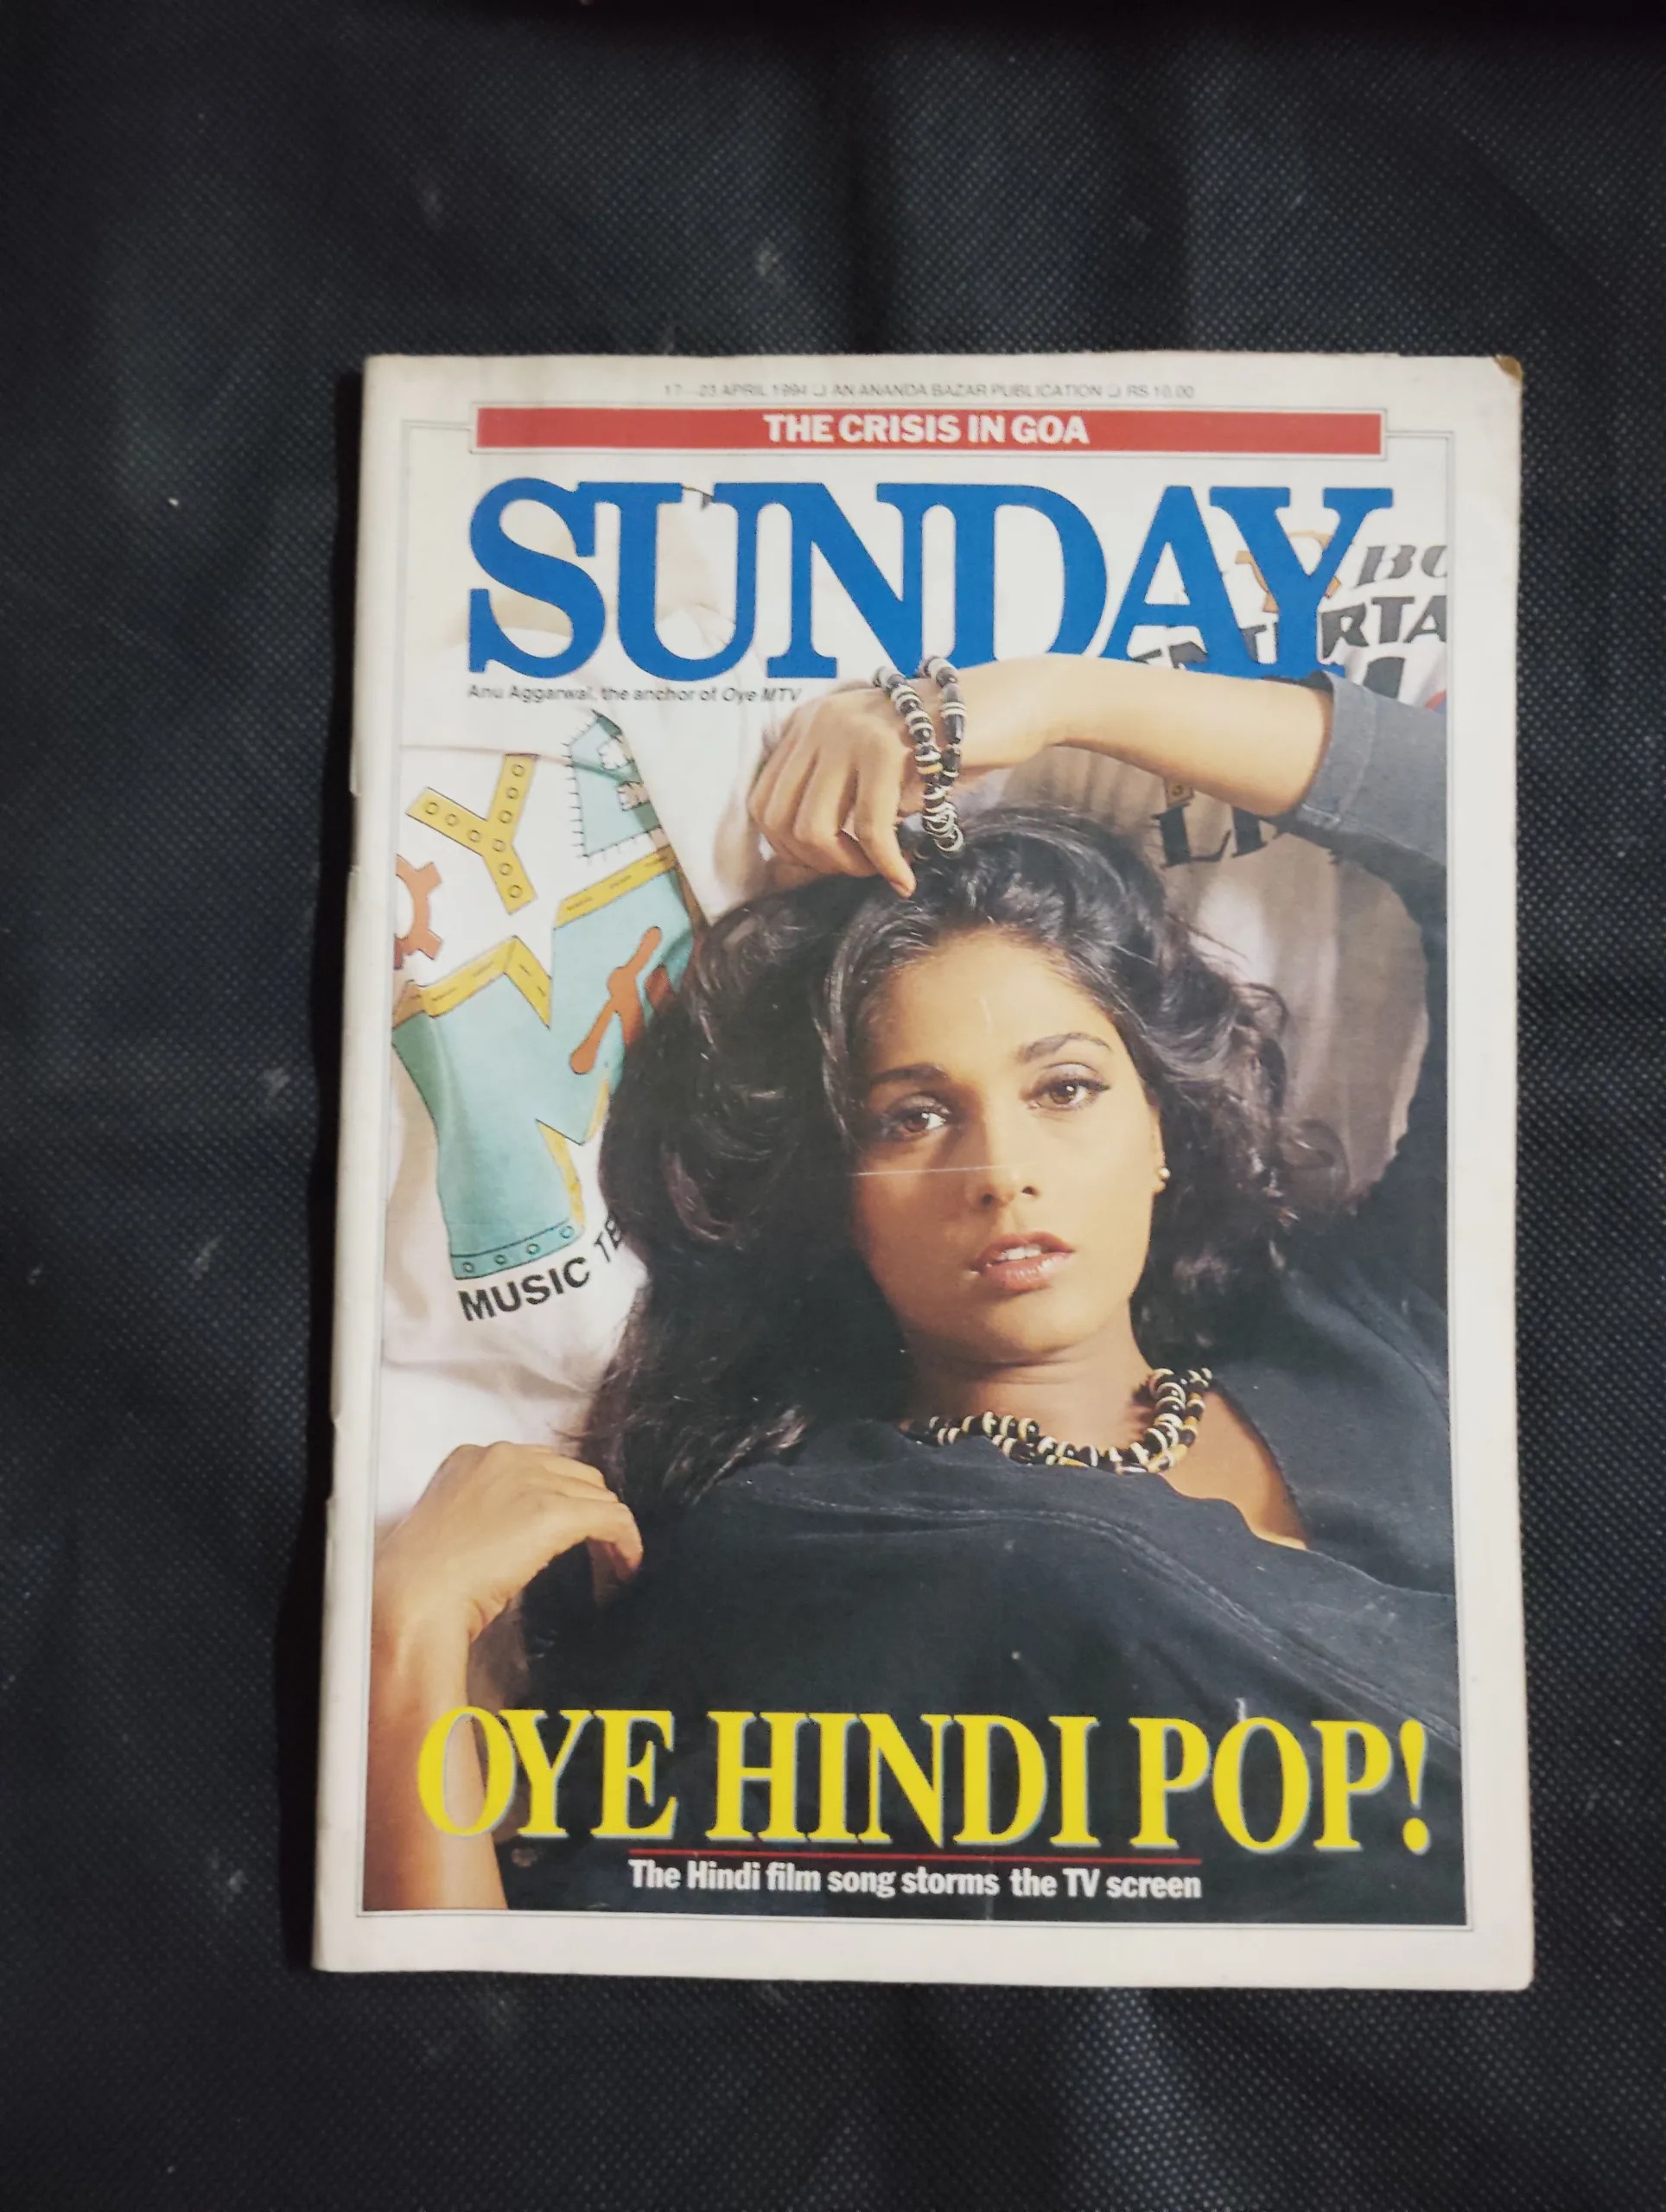 17—23 APRIL 1994 ❑ AN ANANDA BAZAR PUBLICATION ❑ RS 10.00
THE CRISIS IN GOA
SUNDAY
Anu Aggarwal, the anchor of Oye MTV
MUSIC TE
OYE HINDI POP!
The Hindi film song storms the TV screen